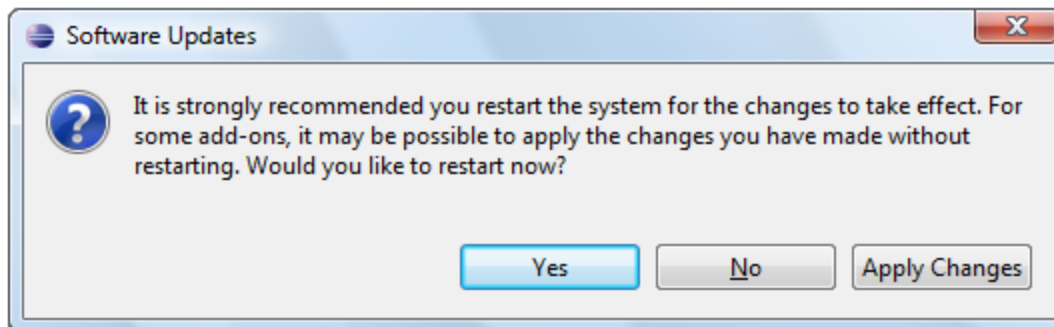 Software Updates
It is strongly recommended you restart the system for the changes to take effect. For
some add-ons, it may be possible to apply the changes you have made without
restarting. Would you like to restart now?
Yes No Apply Changes